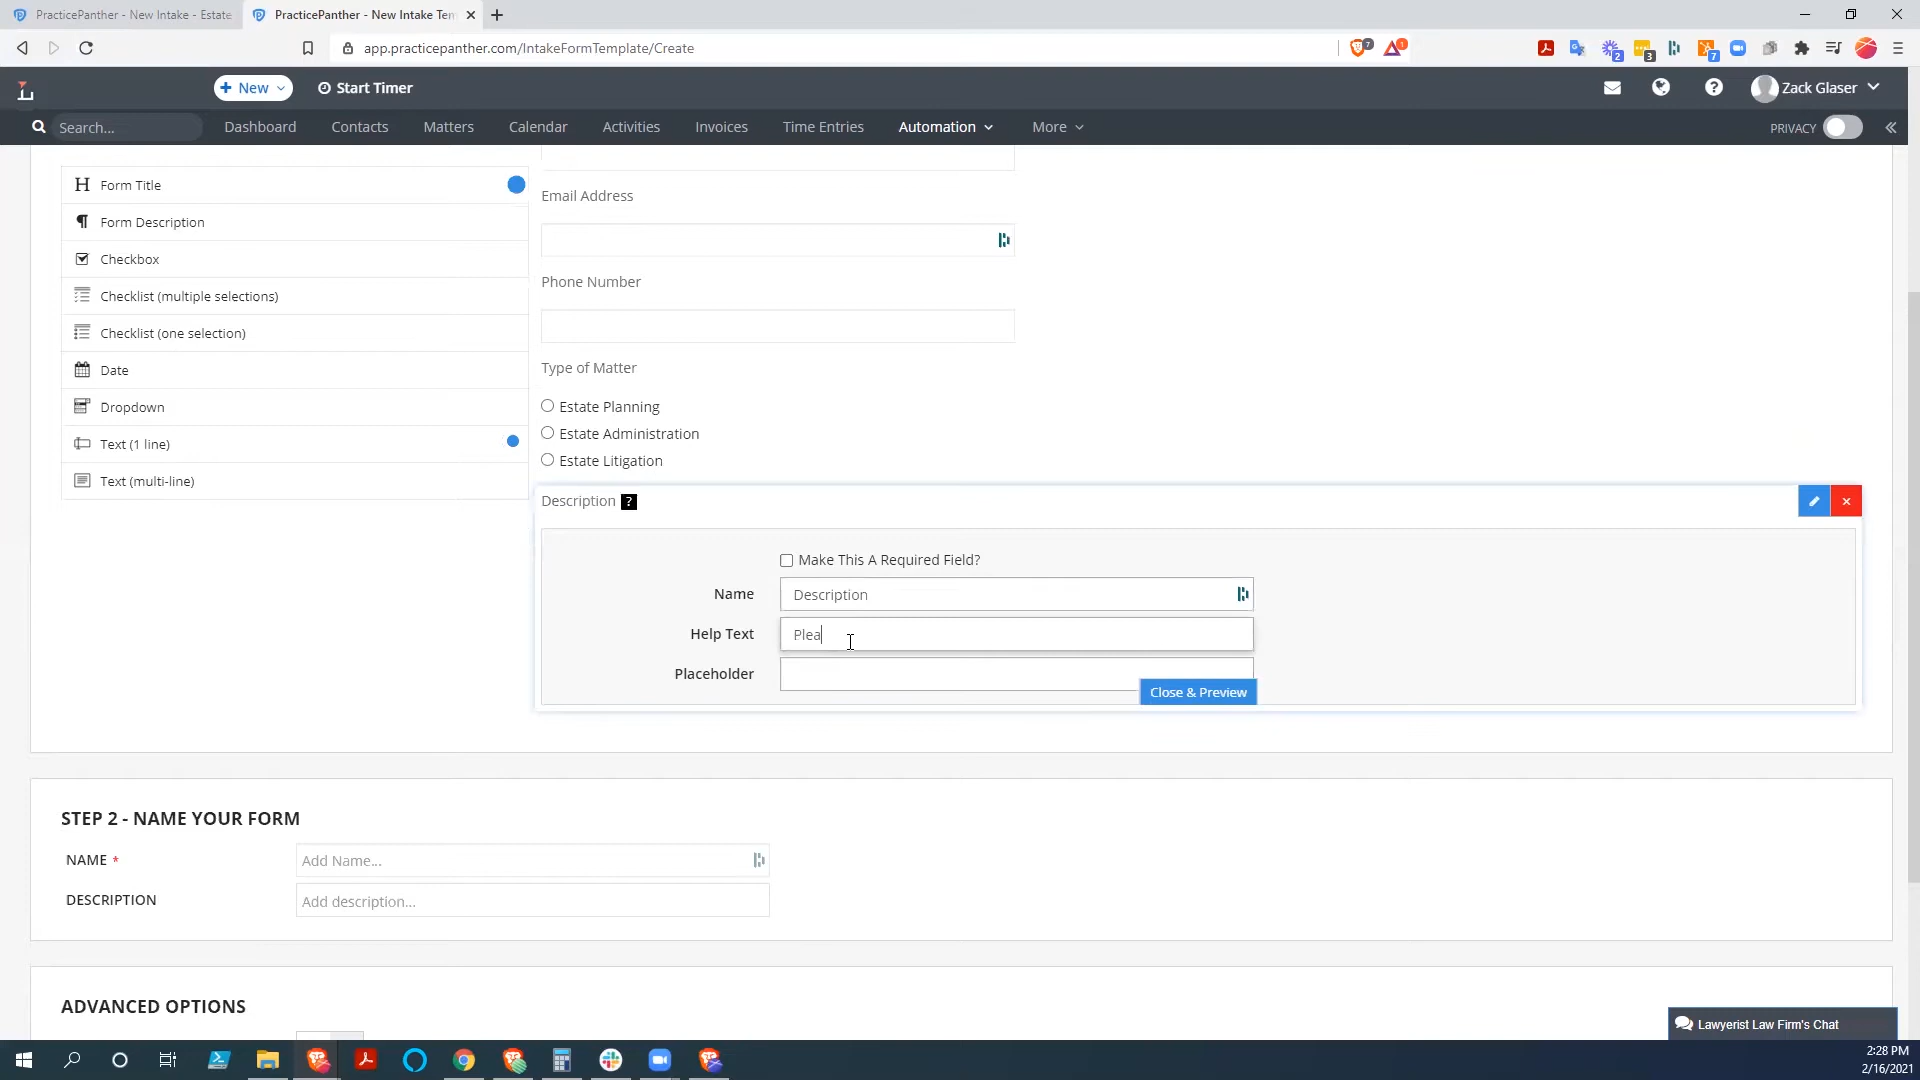 PracticePanther - New Intake - Estate
PracticePanther - New Intake Tem
app.practicepanther.com/IntakeFormTemplate/Create
7
1
2
3
7
New
Start Timer
Zack Glaser
Search...
Dashboard
Contacts
Matters
Calendar
Activities
Invoices
Time Entries
Automation
More
PRIVACY
Form Title
Form Description
Checkbox
Checklist (multiple selections)
Checklist (one selection)
Date
Dropdown
Text (1 line)
Text (multi-line)
Email Address
Phone Number
Type of Matter
Estate Planning
Estate Administration
Estate Litigation
Description ?
Make This A Required Field?
Name Description
Help Text Plea
Placeholder
Close & Preview
STEP 2 - NAME YOUR FORM
NAME * Add Name...
DESCRIPTION Add description...
ADVANCED OPTIONS
Lawyerist Law Firm's Chat
2:28 PM
2/16/2021